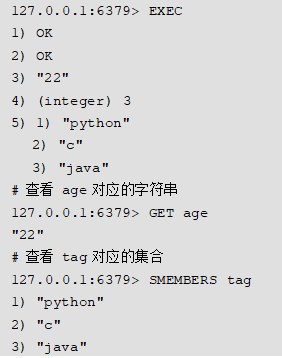 127.0.0.1:6379> EXEC
1) OK
2) OK
3) "22"
4) (integer) 3
5) 1) "python"
2) "c"
3) "java"
# 查看 age 对应的字符串
127.0.0.1:6379> GET age
"22"
# 查看 tag 对应的集合
127.0.0.1:6379> SMEMBERS tag
1) "python"
2) "c"
3) "java"